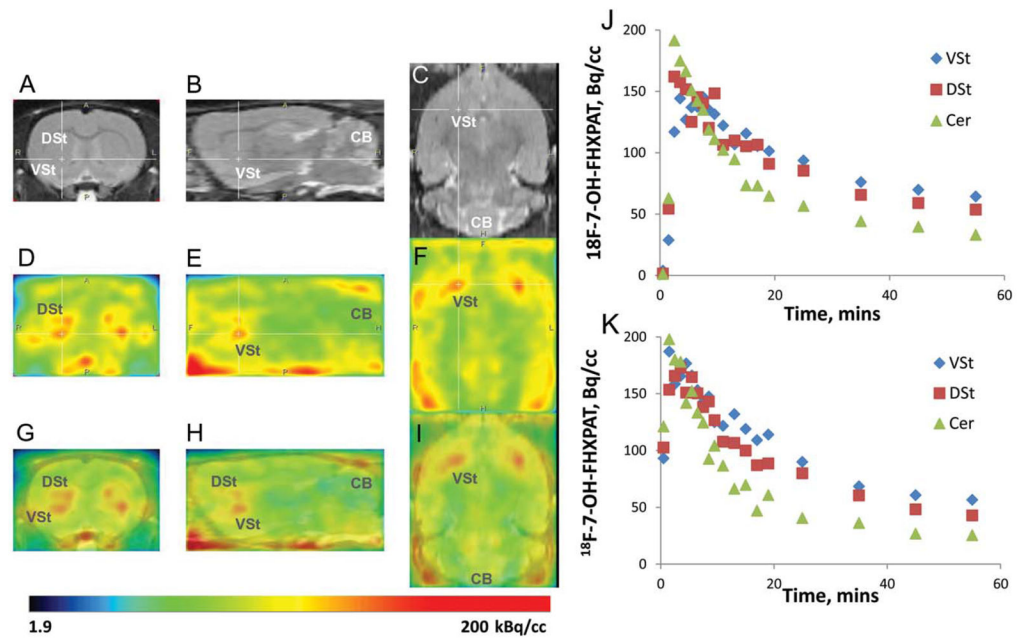 A
B
C
DSt
VSt
CB
VSt
VSt
CB
A
R
L
P
A
F
H
P
D
E
F
DSt
VSt
CB
VSt
A
R
L
P
A
F
H
P
F
R
L
H
G
H
I
DSt
VSt
DSt
VSt
CB
VSt
CB
1.9
200 kBq/cc
J
18F-7-OH-FHXPAT, Bq/cc
200
150
100
50
0
0
20
40
60
Time, mins
VSt
DSt
Cer
K
18F-7-OH-FHXPAT, Bq/cc
200
150
100
50
0
0
20
40
60
Time, mins
VSt
DSt
Cer